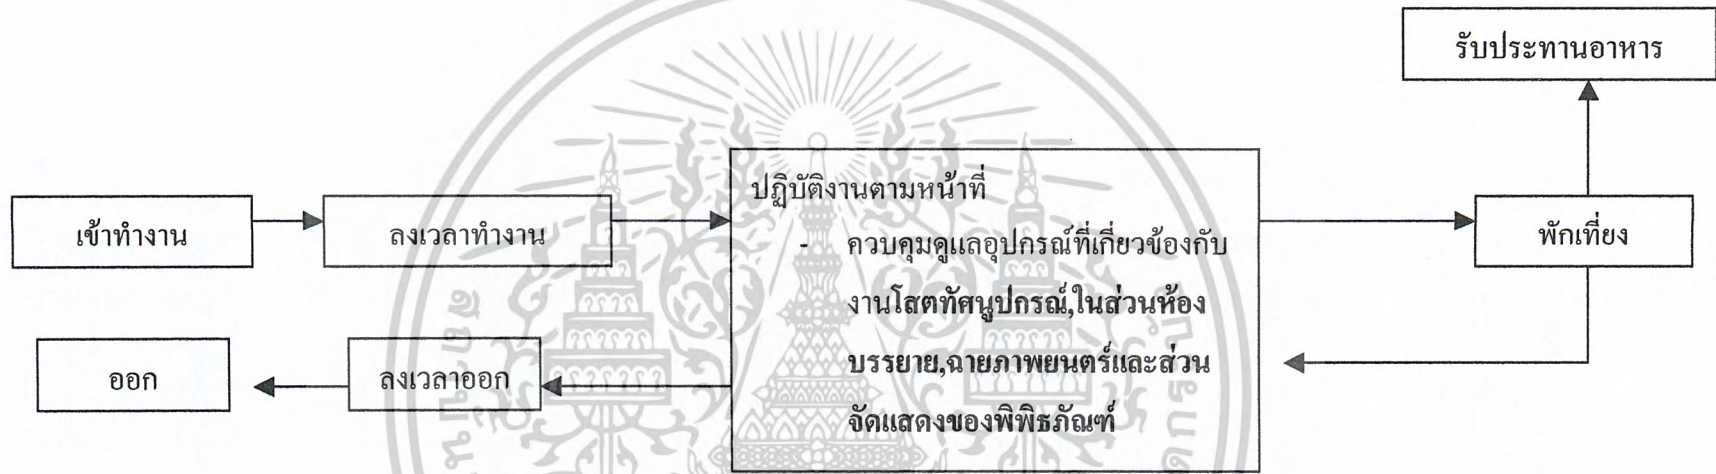 รับประทานอาหาร
เข้าทำงาน
ลงเวลาทำงาน
ปฏิบัติงานตามหน้าที่
- ควบคุมดูแลอุปกรณ์ที่เกี่ยวข้องกับ
งานโสตทัศนูปกรณ์,ในส่วนห้อง
บรรยาย,ฉายภาพยนตร์และส่วน
จัดแสดงของพิพิธภัณฑ์
พักเที่ยง
ออก
ลงเวลาออก